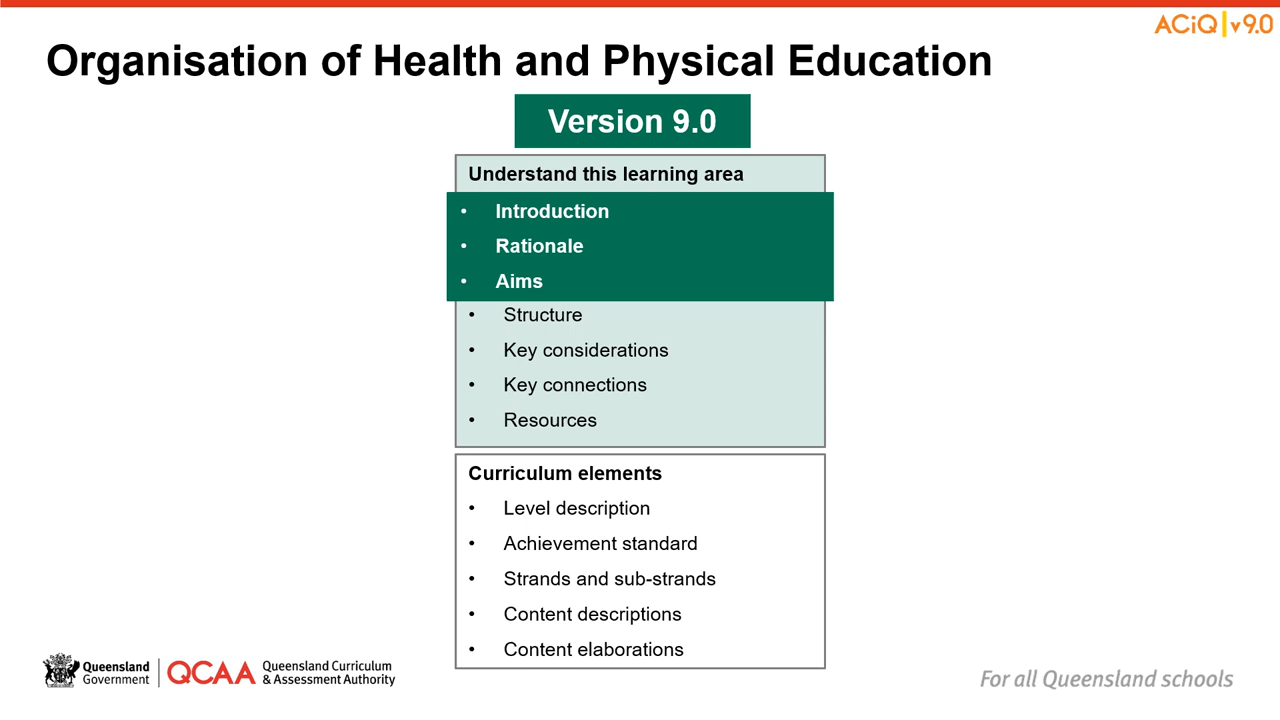 ACiQ|v9.0
Organisation of Health and Physical Education
Version 9.0
Understand this learning area
• Introduction
• Rationale
• Aims
• Structure
• Key considerations
• Key connections
• Resources
Curriculum elements
• Level description
• Achievement standard
• Strands and sub-strands
• Content descriptions
• Content elaborations
Queensland
Government
QCAA
Queensland Curriculum
& Assessment Authority
For all Queensland schools